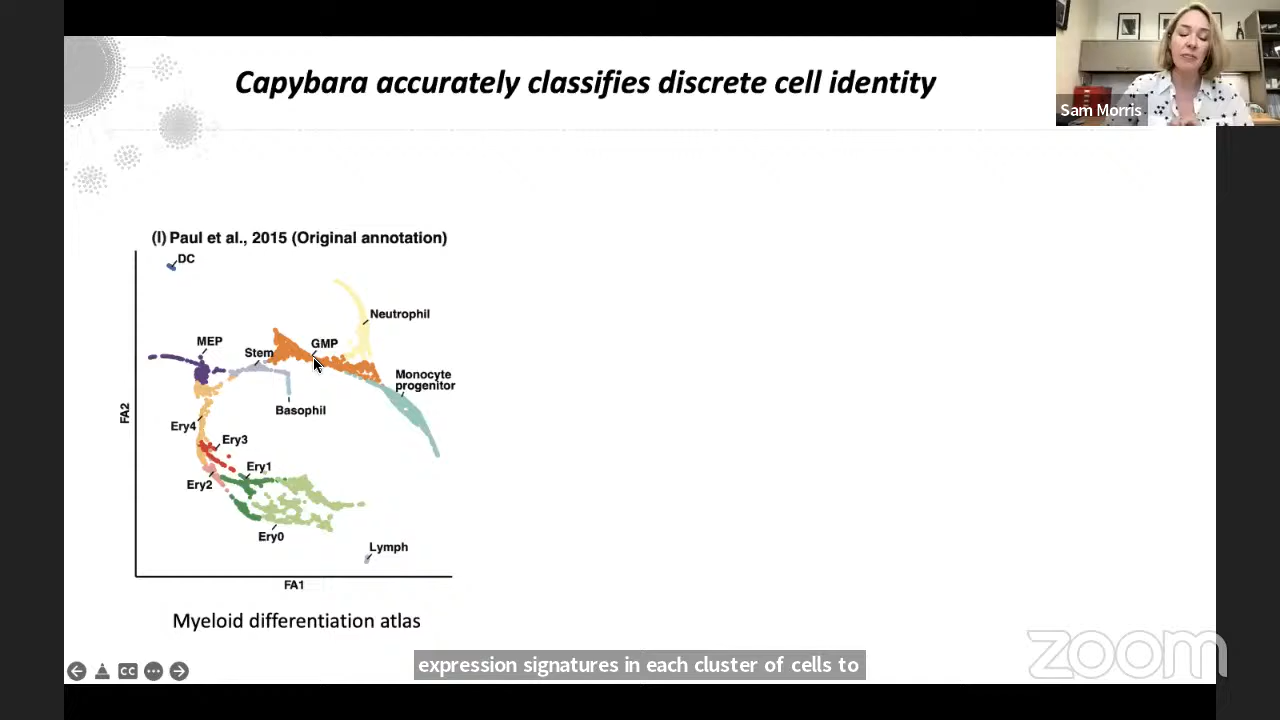 Capybara accurately classifies discrete cell identity
Sam Morris
(I) Paul et al., 2015 (Original annotation)
DC
Neutrophil
MEP
GMP
Stem
Monocyte
progenitor
Basophil
FA2
Ery4
Ery3
Ery1
Ery2
Ery0
Lymph
FA1
Myeloid differentiation atlas
CC
expression signatures in each cluster of cells to
zoom